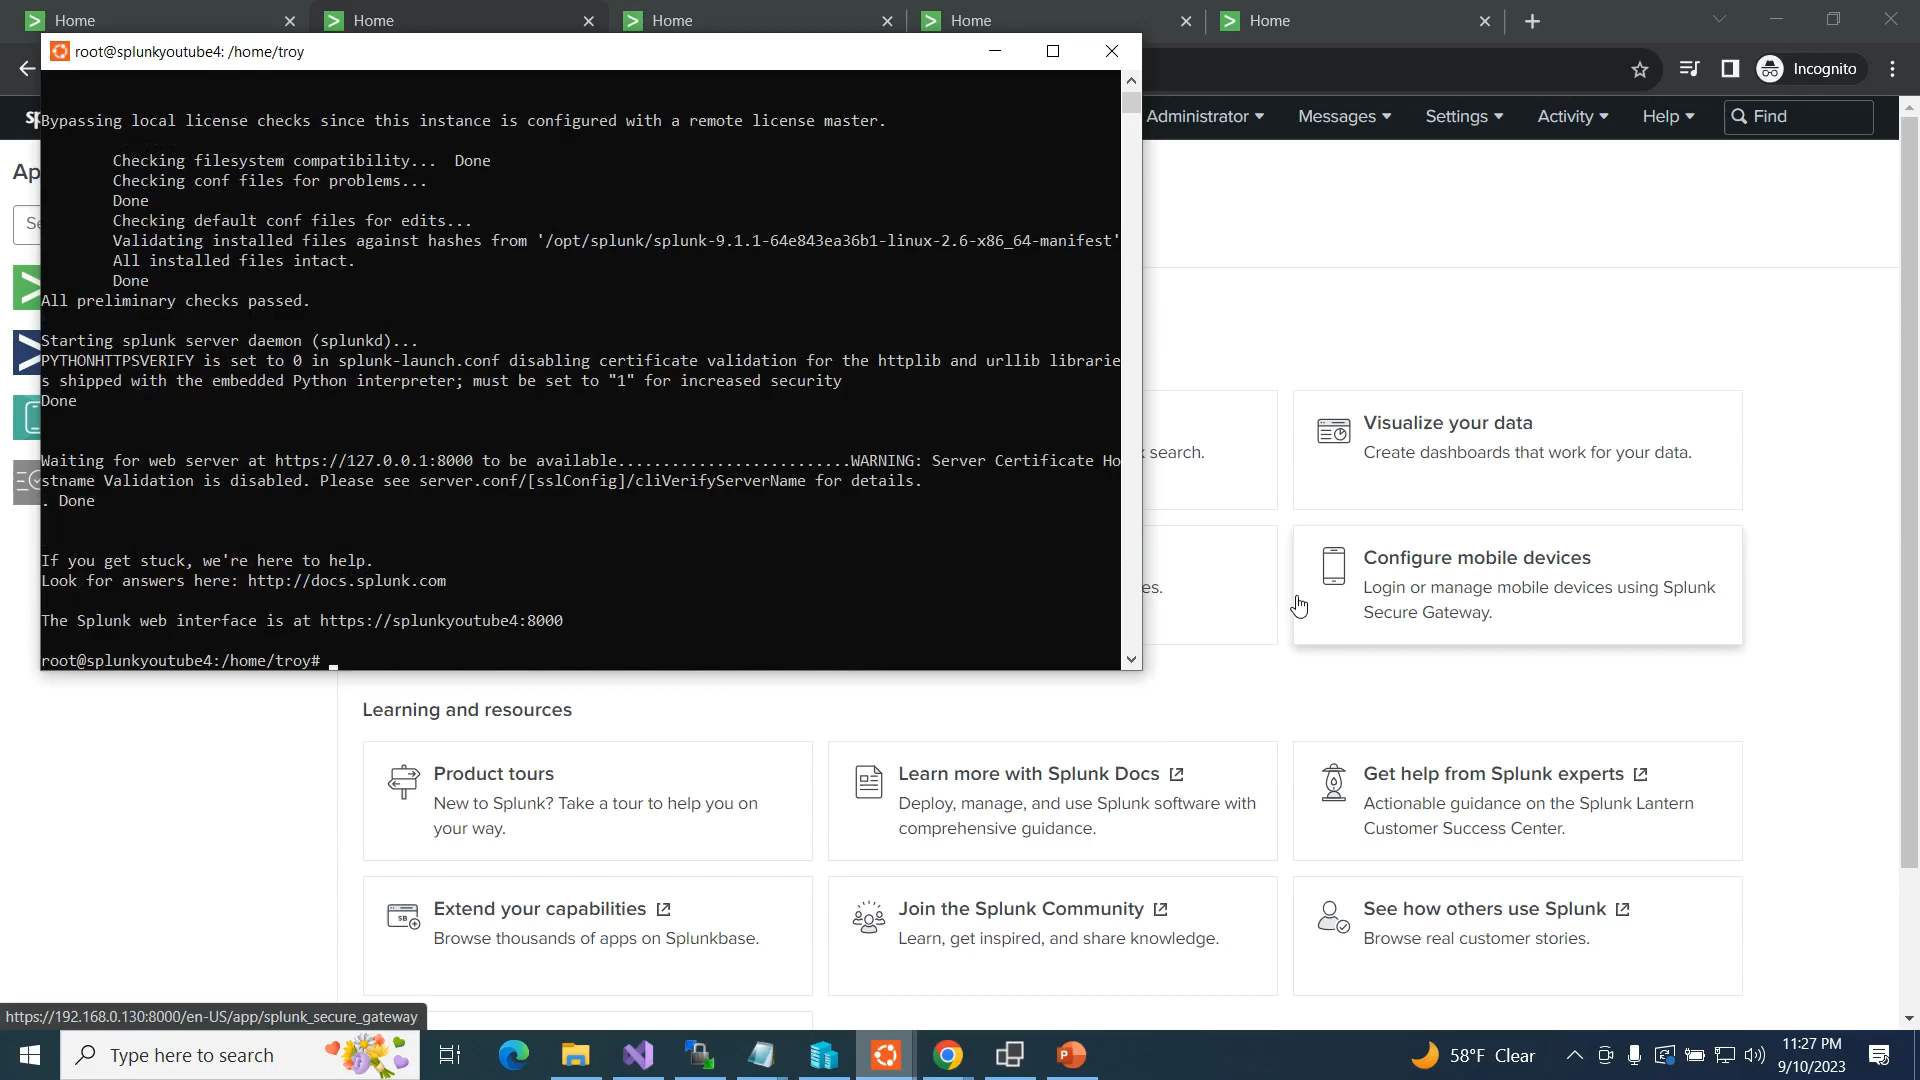 Home
Home
Home
Home
Home
root@splunkyoutube4: /home/troy
Incognito
sp
Administrator
Messages
Settings
Activity
Help
Find
Bypassing local license checks since this instance is configured with a remote license master.
Ap
Checking filesystem compatibility... Done
Checking conf files for problems...
Done
Se
Checking default conf files for edits...
Validating installed files against hashes from '/opt/splunk/splunk-9.1.1-64e843ea36b1-linux-2.6-x86_64-manifest'
All installed files intact.
Done
All preliminary checks passed.
Starting splunk server daemon (splunkd)...
PYTHONHTTPSVERIFY is set to 0 in splunk-launch.conf disabling certificate validation for the httplib and urllib librarie
s shipped with the embedded Python interpreter; must be set to "1" for increased security
Done
Waiting for web server at https://127.0.0.1:8000 to be available..........................WARNING: Server Certificate Ho
stname Validation is disabled. Please see server.conf/[sslConfig]/cliVerifyServerName for details.
. Done
If you get stuck, we're here to help.
Look for answers here: http://docs.splunk.com
The Splunk web interface is at https://splunkyoutube4:8000
root@splunkyoutube4:/home/troy#
search.
Visualize your data
Create dashboards that work for your data.
es.
Configure mobile devices
Login or manage mobile devices using Splunk
Secure Gateway.
Learning and resources
Product tours
New to Splunk? Take a tour to help you on
your way.
Learn more with Splunk Docs
Deploy, manage, and use Splunk software with
comprehensive guidance.
Get help from Splunk experts
Actionable guidance on the Splunk Lantern
Customer Success Center.
SB
Extend your capabilities
Browse thousands of apps on Splunkbase.
Join the Splunk Community
Learn, get inspired, and share knowledge.
See how others use Splunk
Browse real customer stories.
https://192.168.0.130:8000/en-US/app/splunk_secure_gateway
Type here to search
58°F Clear
11:27 PM
9/10/2023